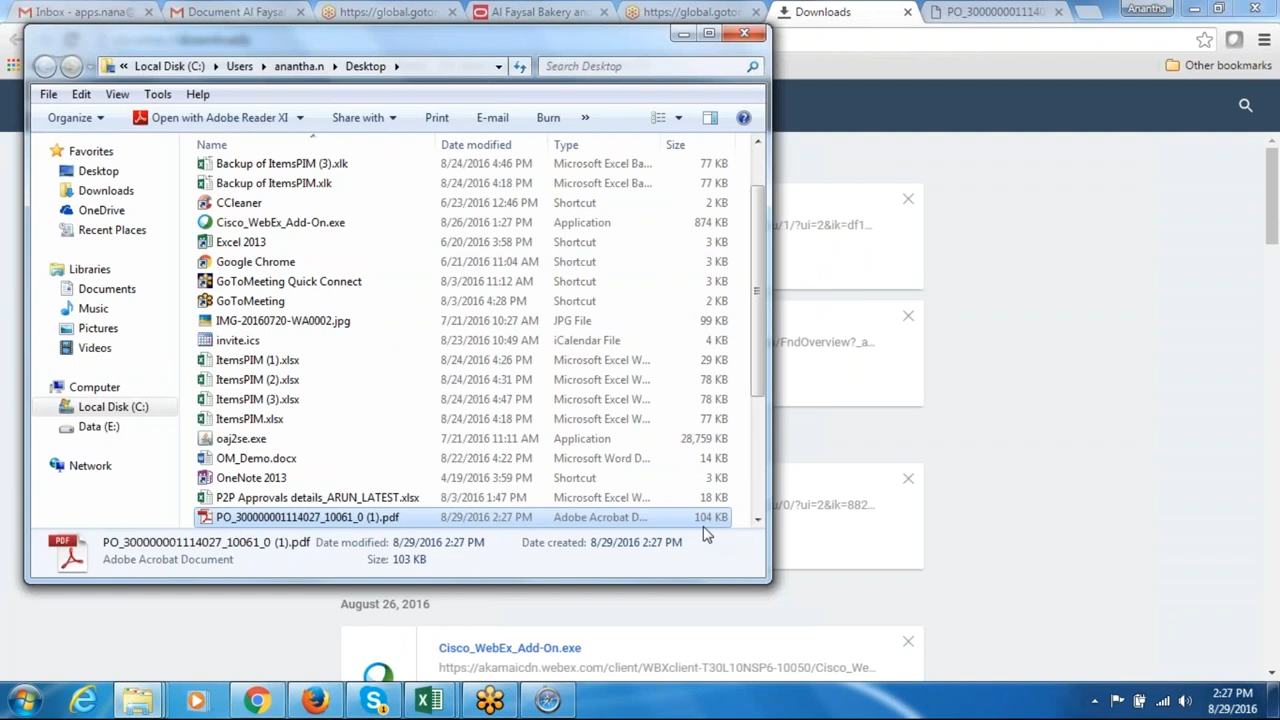 Inbox - apps.nana@
Document Al Faysal
https://global.goton
Al Faysal Bakery and
https://global.goton
Downloads
PO_30000000111402
Anantha
Other bookmarks
« Local Disk (C:) ▸ Users ▸ anantha.n ▸ Desktop ▸
Search Desktop
File Edit View Tools Help
Organize Open with Adobe Reader XI Share with Print E-mail Burn »
Name Date modified Type Size
Favorites
Desktop
Downloads
OneDrive
Recent Places
Libraries
Documents
Music
Pictures
Videos
Computer
Local Disk (C:)
Data (E:)
Network
Backup of ItemsPIM (3).xlk 8/24/2016 4:46 PM Microsoft Excel Ba... 77 KB
Backup of ItemsPIM.xlk 8/24/2016 4:18 PM Microsoft Excel Ba... 77 KB
CCleaner 6/23/2016 12:46 PM Shortcut 2 KB
Cisco_WebEx_Add-On.exe 8/26/2016 1:27 PM Application 874 KB
Excel 2013 6/20/2016 3:58 PM Shortcut 3 KB
Google Chrome 6/21/2016 11:04 AM Shortcut 3 KB
GoToMeeting Quick Connect 8/3/2016 11:12 AM Shortcut 3 KB
GoToMeeting 8/3/2016 4:28 PM Shortcut 2 KB
IMG-20160720-WA0002.jpg 7/21/2016 10:27 AM JPG File 99 KB
invite.ics 8/23/2016 10:49 AM iCalendar File 4 KB
ItemsPIM (1).xlsx 8/24/2016 4:26 PM Microsoft Excel W... 29 KB
ItemsPIM (2).xlsx 8/24/2016 4:31 PM Microsoft Excel W... 78 KB
ItemsPIM (3).xlsx 8/24/2016 4:47 PM Microsoft Excel W... 78 KB
ItemsPIM.xlsx 8/24/2016 4:18 PM Microsoft Excel W... 77 KB
oaj2se.exe 7/21/2016 11:11 AM Application 28,759 KB
OM_Demo.docx 8/22/2016 4:22 PM Microsoft Word D... 14 KB
OneNote 2013 4/19/2016 3:59 PM Shortcut 3 KB
P2P Approvals details_ARUN_LATEST.xlsx 8/3/2016 1:47 PM Microsoft Excel W... 18 KB
PO_300000001114027_10061_0 (1).pdf 8/29/2016 2:27 PM Adobe Acrobat D... 104 KB
PDF
PO_300000001114027_10061_0 (1).pdf Date modified: 8/29/2016 2:27 PM Date created: 8/29/2016 2:27 PM
Adobe Acrobat Document Size: 103 KB
u/1/?ui=2&ik=df1...
/FndOverview?_a...
u/0/?ui=2&ik=882...
August 26, 2016
Cisco_WebEx_Add-On.exe
https://akamaicdn.webex.com/client/WBXclient-T30L10NSP6-10050/Cisco_We...
2:27 PM
8/29/2016